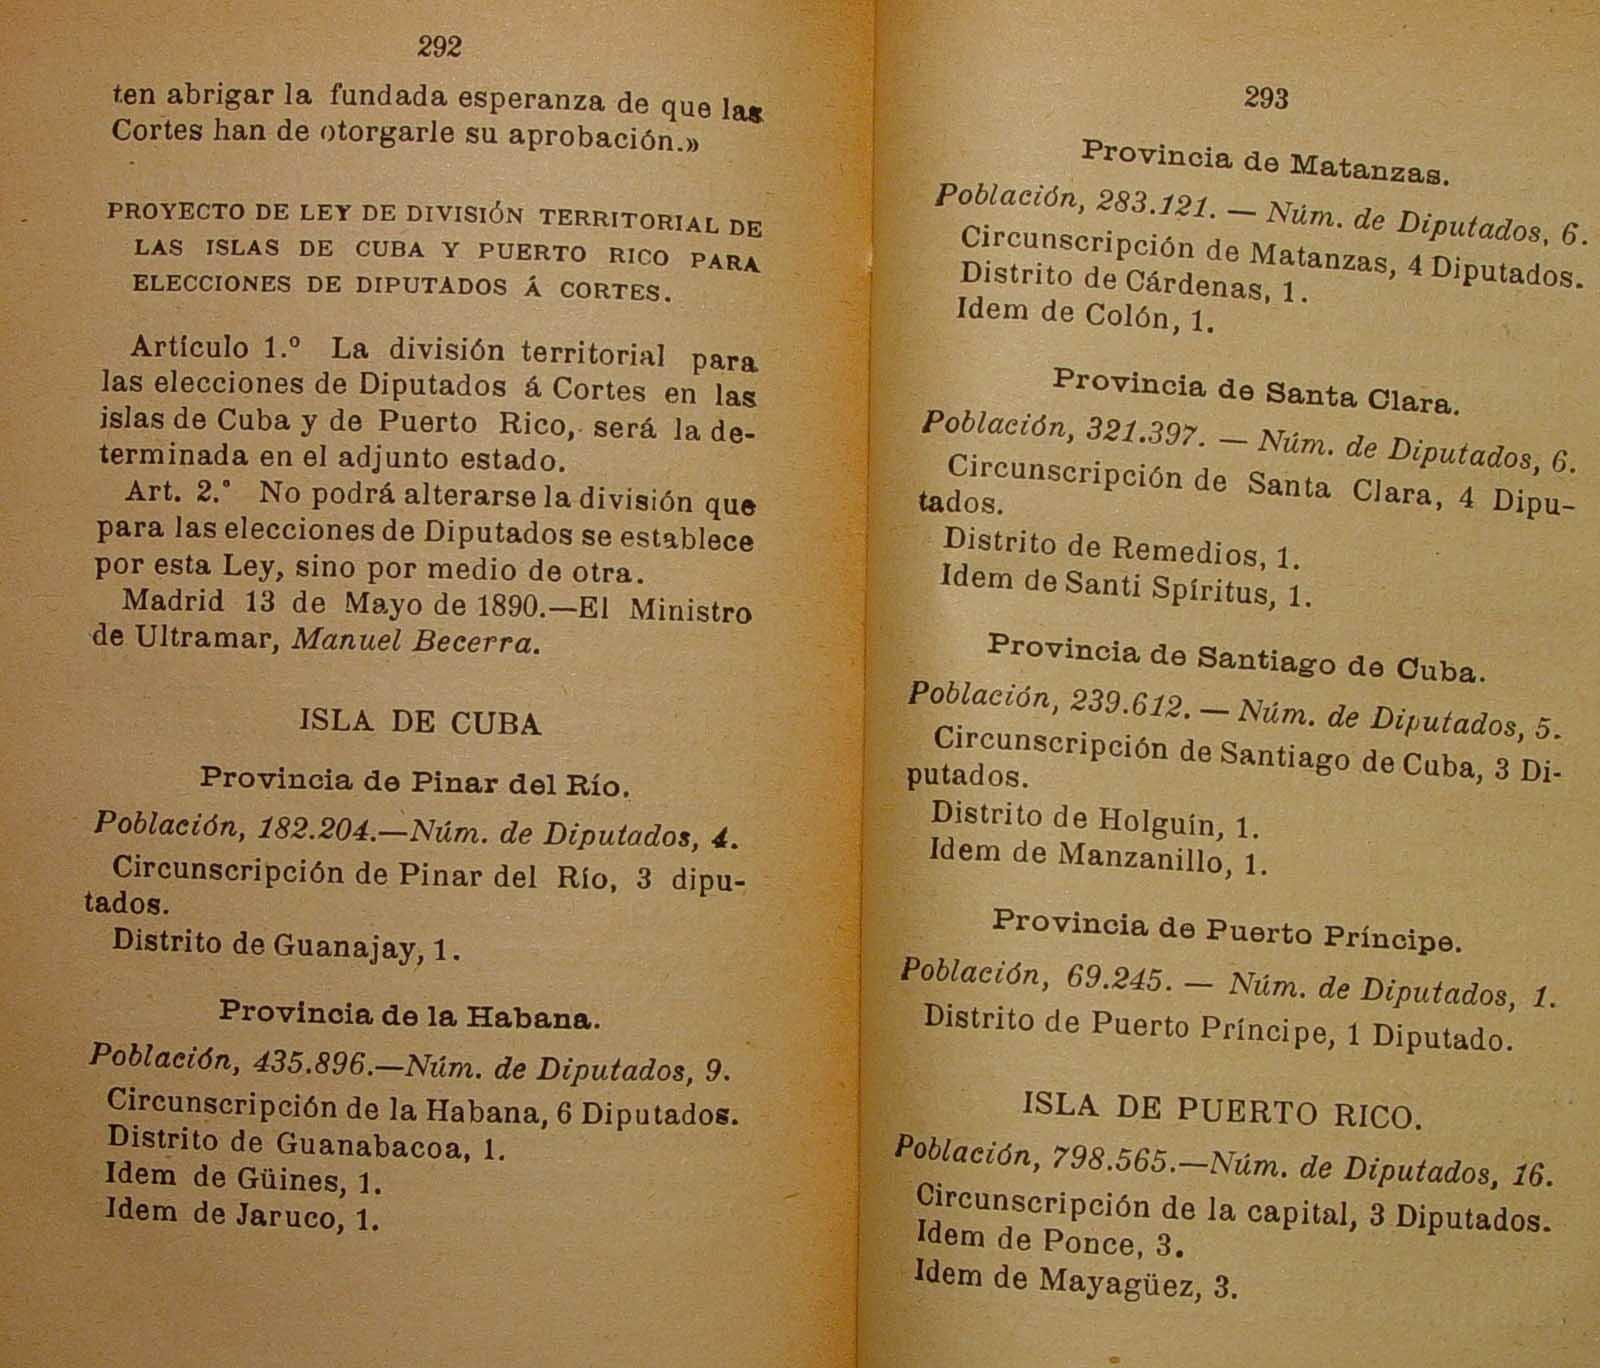 292
ten abrigar la fundada esperanza de que las
Cortes han de otorgarle su aprobación.»
PROYECTO DE LEY DE DIVISIÓN TERRITORIAL DE
LAS ISLAS DE CUBA Y PUERTO RICO PARA
ELECCIONES DE DIPUTADOS Á CORTES.
Artículo 1.º La división territorial para
las elecciones de Diputados á Cortes en las
islas de Cuba y de Puerto Rico, será la de-
terminada en el adjunto estado.
Art. 2.º No podrá alterarse la división que
para las elecciones de Diputados se establece
por esta Ley, sino por medio de otra.
Madrid 13 de Mayo de 1890.—El Ministro
de Ultramar, Manuel Becerra.
ISLA DE CUBA
Provincia de Pinar del Río.
Población, 182.204.—Núm. de Diputados, 4.
Circunscripción de Pinar del Río, 3 dipu-
tados.
Distrito de Guanajay, 1.
Provincia de la Habana.
Población, 435.896.—Núm. de Diputados, 9.
Circunscripción de la Habana, 6 Diputados.
Distrito de Guanabacoa, 1.
Idem de Güines, 1.
Idem de Jaruco, 1.
293
Provincia de Matanzas.
Población, 283.121. — Núm. de Diputados, 6.
Circunscripción de Matanzas, 4 Diputados.
Distrito de Cárdenas, 1.
Idem de Colón, 1.
Provincia de Santa Clara.
Población, 321.397. — Núm. de Diputados, 6.
Circunscripción de Santa Clara, 4 Dipu-
tados.
Distrito de Remedios, 1.
Idem de Santi Spíritus, 1.
Provincia de Santiago de Cuba.
Población, 239.612. — Núm. de Diputados, 5.
Circunscripción de Santiago de Cuba, 3 Di-
putados.
Distrito de Holguín, 1.
Idem de Manzanillo, 1.
Provincia de Puerto Príncipe.
Población, 69.245. — Núm. de Diputados, 1.
Distrito de Puerto Príncipe, 1 Diputado.
ISLA DE PUERTO RICO.
Población, 798.565.—Núm. de Diputados, 16.
Circunscripción de la capital, 3 Diputados.
Idem de Ponce, 3.
Idem de Mayagüez, 3.